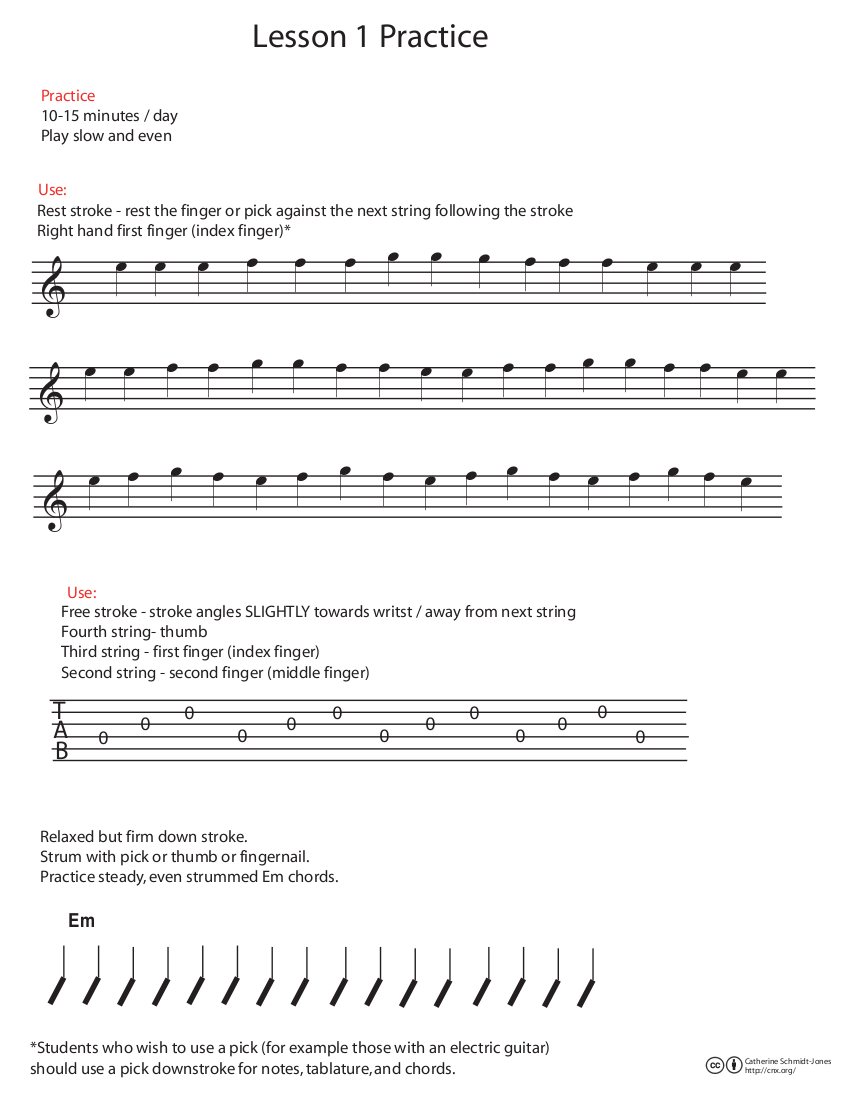 Lesson 1 Practice
Practice
10-15 minutes / day
Play slow and even
Use:
Rest stroke - rest the finger or pick against the next string following the stroke
Right hand first finger (index finger)*
Use:
Free stroke - stroke angles SLIGHTLY towards writst / away from next string
Fourth string- thumb
Third string - first finger (index finger)
Second string - second finger (middle finger)
T
A
B
0 0 0 0 0 0 0 0 0 0 0 0 0
Relaxed but firm down stroke.
Strum with pick or thumb or fingernail.
Practice steady, even strummed Em chords.
Em
*Students who wish to use a pick (for example those with an electric guitar)
should use a pick downstroke for notes, tablature, and chords.
cc
Catherine Schmidt-Jones
http://cnx.org/